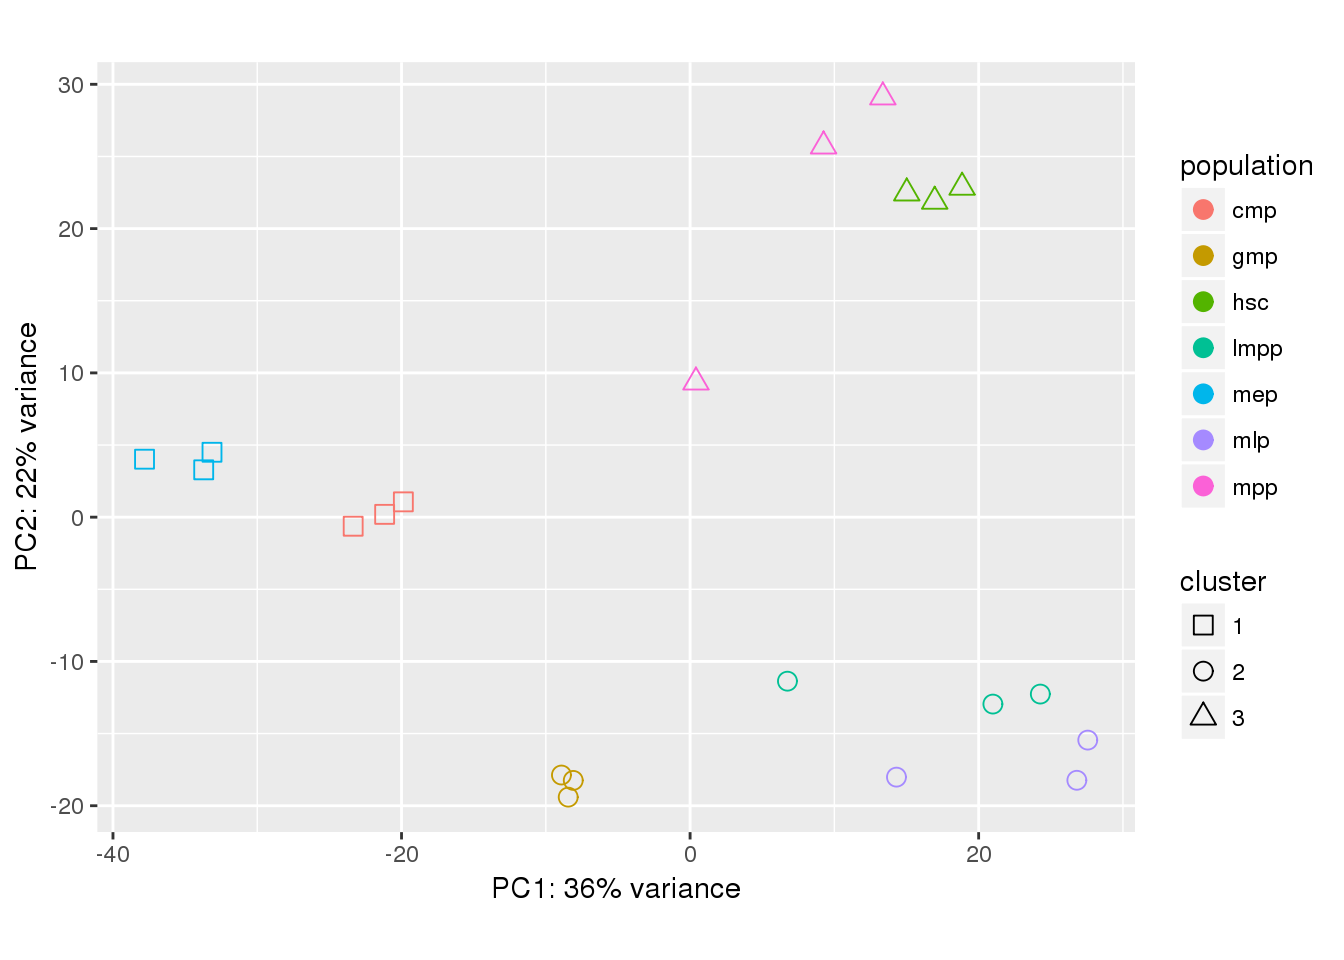 30
20
10
0
-10
-20
-40
-20
0
20
PC1: 36% variance
PC2: 22% variance
population
cmp
gmp
hsc
lmpp
mep
mlp
mpp
cluster
1
2
3